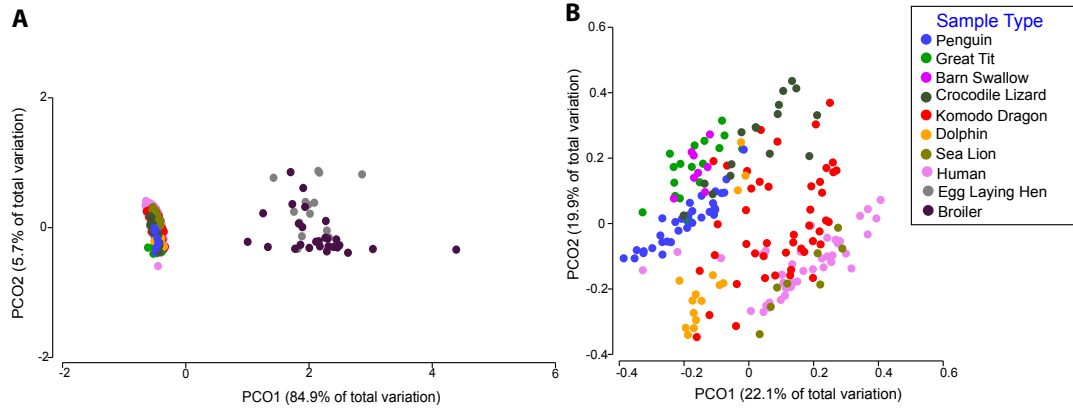 A
PCO2 (5.7% of total variation)
2
0
-2
-2
0
2
4
6
PCO1 (84.9% of total variation)
B
PCO2 (19.9% of total variation)
0.6
0.4
0.2
0
-0.2
-0.4
-0.4
-0.2
0
0.2
0.4
0.6
PCO1 (22.1% of total variation)
Sample Type
Penguin
Great Tit
Barn Swallow
Crocodile Lizard
Komodo Dragon
Dolphin
Sea Lion
Human
Egg Laying Hen
Broiler